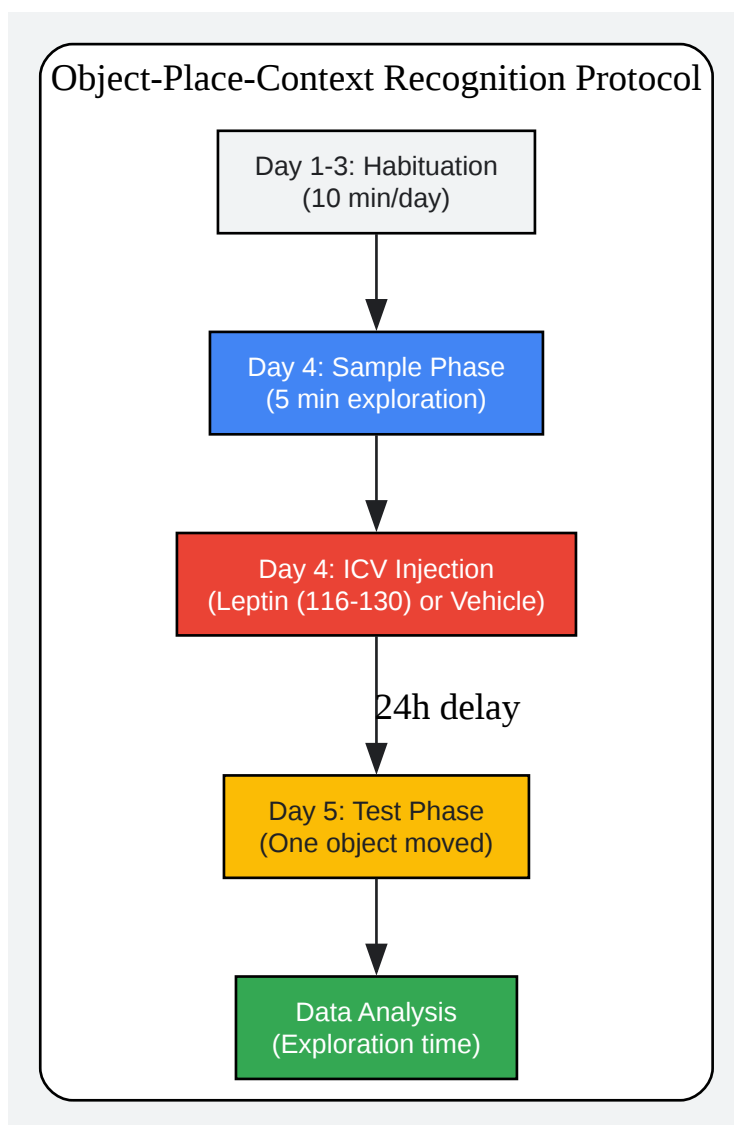 Object-Place-Context Recognition Protocol
Day 1-3: Habituation
(10 min/day)
Day 4: Sample Phase
(5 min exploration)
Day 4: ICV Injection
(Leptin (116-130) or Vehicle)
24h delay
Day 5: Test Phase
(One object moved)
Data Analysis
(Exploration time)